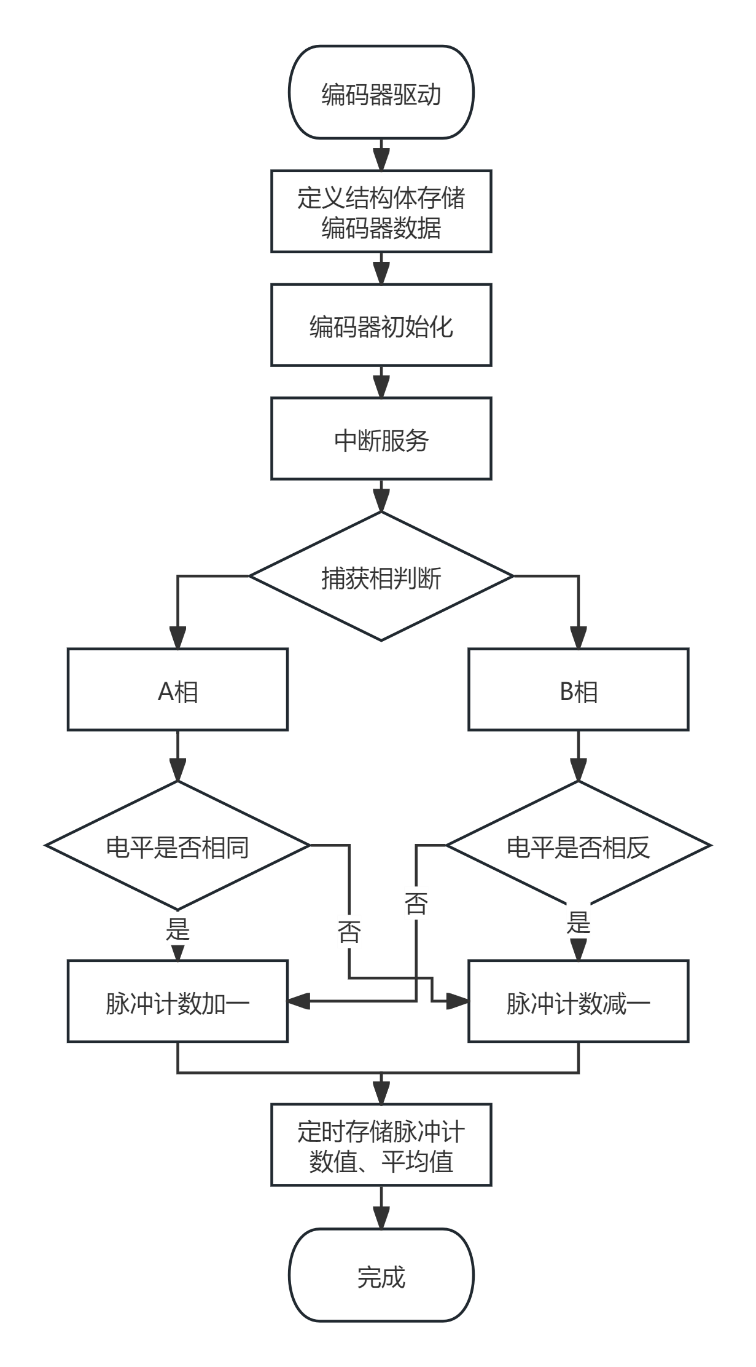 编码器驱动
定义结构体存储
编码器数据
编码器初始化
中断服务
捕获相判断
A相
B相
电平是否相同
电平是否相反
是
否
否
是
脉冲计数加一
脉冲计数减一
定时存储脉冲计
数值、平均值
完成